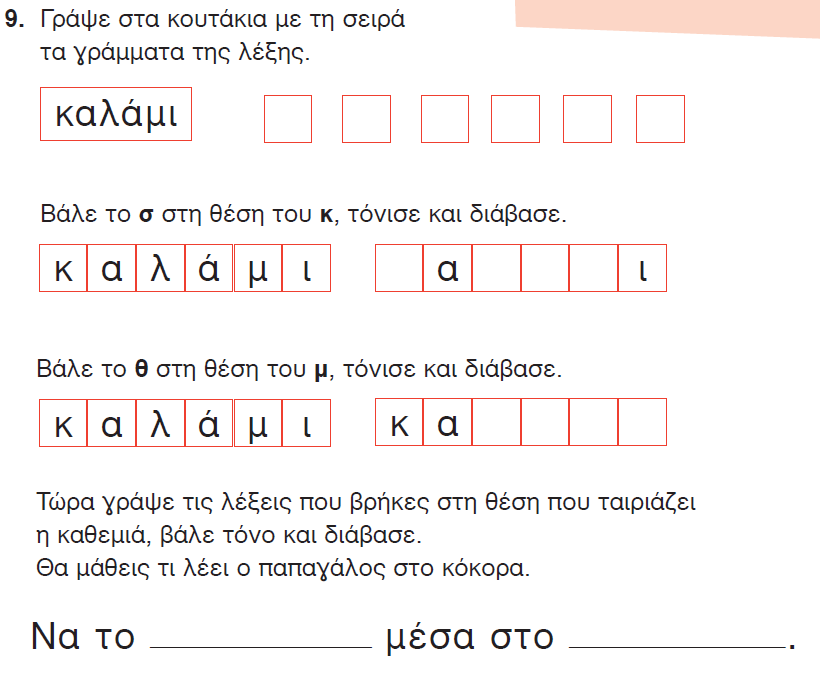 9. Γράψε στα κουτάκια με τη σειρά
τα γράμματα της λέξης.
καλάμι
Βάλε το σ στη θέση του κ, τόνισε και διάβασε.
κ α λ ά μ ι α ι
Βάλε το θ στη θέση του μ, τόνισε και διάβασε.
κ α λ ά μ ι κ α
Τώρα γράψε τις λέξεις που βρήκες στη θέση που ταιριάζει
η καθεμιά, βάλε τόνο και διάβασε.
Θα μάθεις τι λέει ο παπαγάλος στο κόκορα.
Να το ____________ μέσα στο ____________.